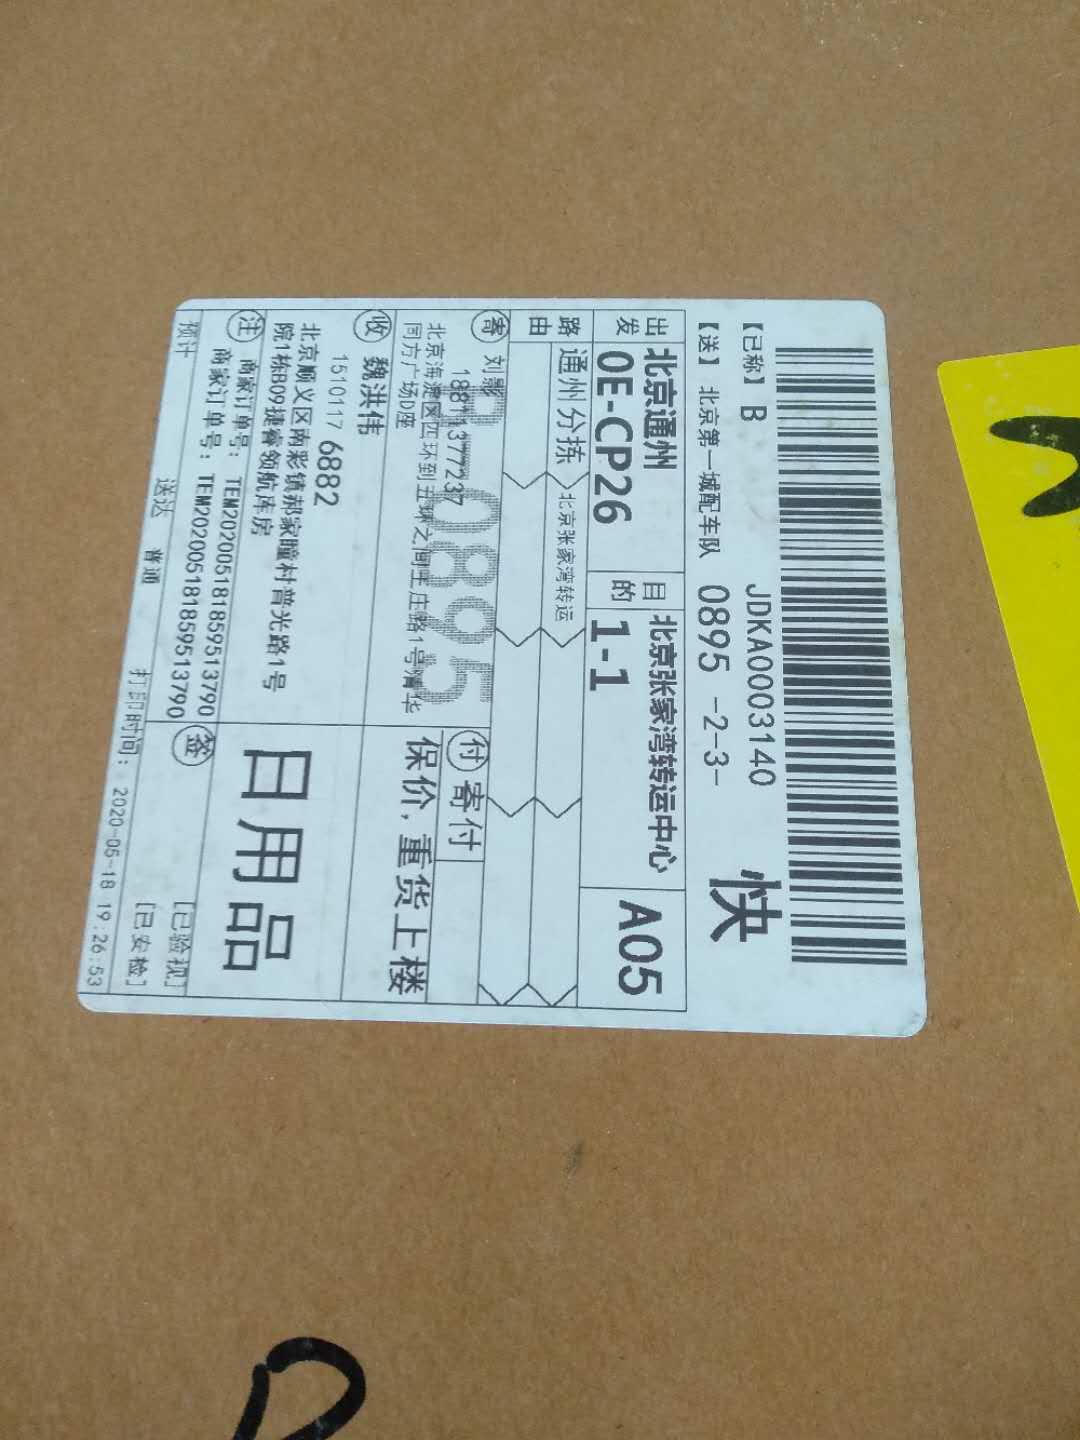 JDKA0003140 0895 -2-3-
【已称】 B
【送】 北京第一城配车队
快
出发
北京通州
0E-CP26
目的
北京张家湾转运中心
1-1
A05
路由
通州分拣
北京张家湾转运
寄
刘影
18811377237
北京海淀区四环到五环之间王庄路1号清华
同方广场D座
0895
付 寄付
保价,重货上楼
收
魏洪伟
1510117 6882
北京顺义区南彩镇郝家疃村普光路1号
院1栋B09捷睿领航库房
日用品
注
商家订单号: TEM20200518185951 3790
商家订单号: TEM20200518185951 3790
签
[已验视]
[已安检]
预计
送达
普通
打印时间: 2020-05-18 19:26:53